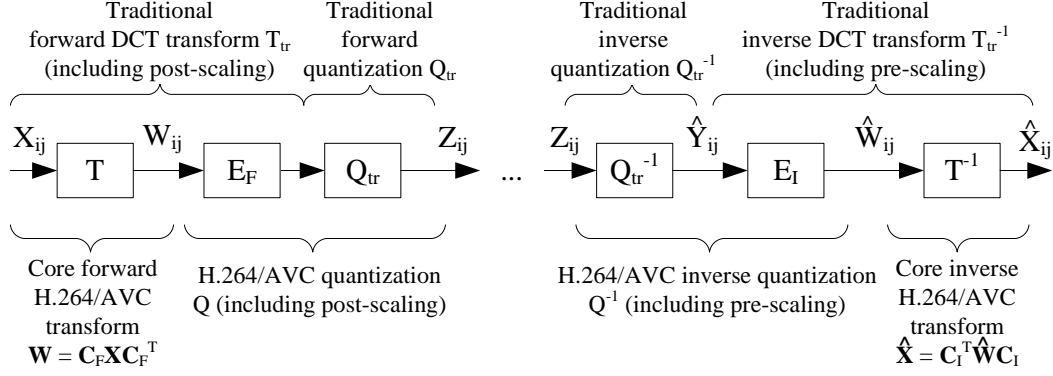 Traditional
forward DCT transform T_tr
(including post-scaling)
Traditional
forward
quantization Q_tr
Traditional
inverse
quantization Q_tr^-1
Traditional
inverse DCT transform T_tr^-1
(including pre-scaling)
X_ij
W_ij
Z_ij
Z_ij
Ŷ_ij
Ŵ_ij
X̂_ij
T
E_F
Q_tr
...
Q_tr^-1
E_I
T^-1
Core forward
H.264/AVC
transform
W = C_F X C_F^T
H.264/AVC quantization
Q (including post-scaling)
H.264/AVC inverse quantization
Q^-1 (including pre-scaling)
Core inverse
H.264/AVC
transform
X̂ = C_I^T Ŵ C_I